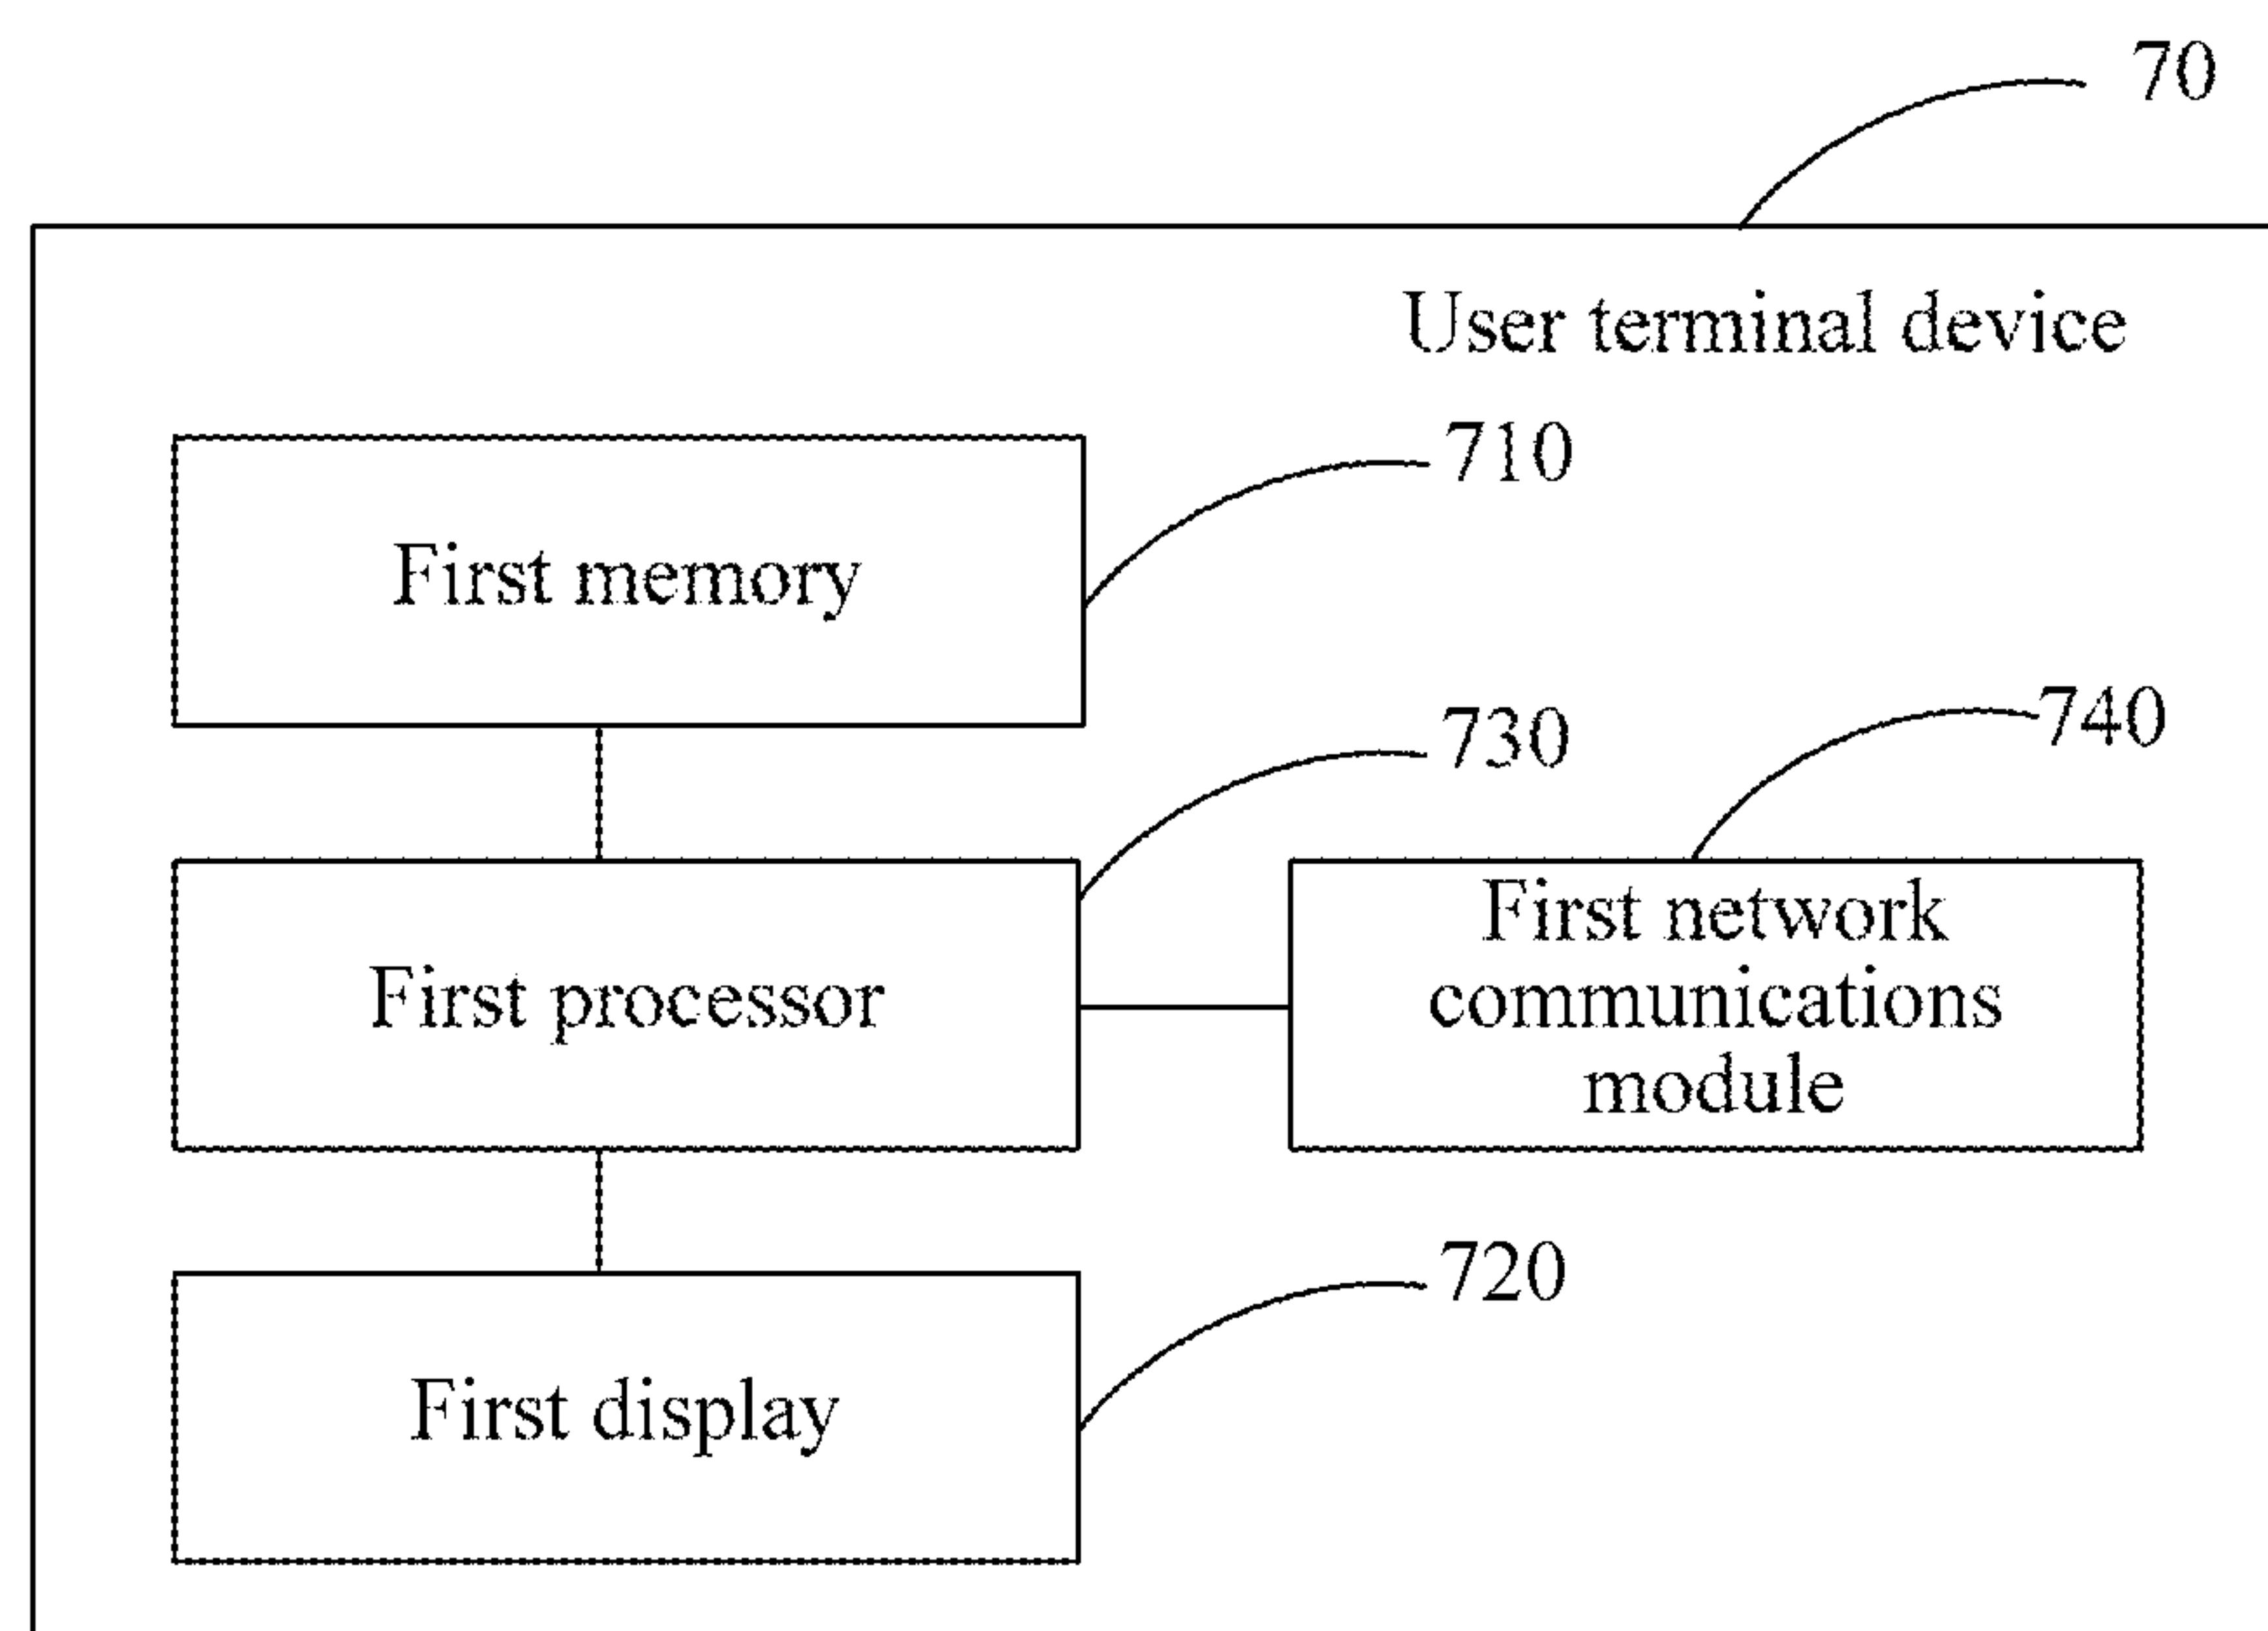 70
User terminal device
710
First memory
730
740
First processor
First network
communications
module
720
First display